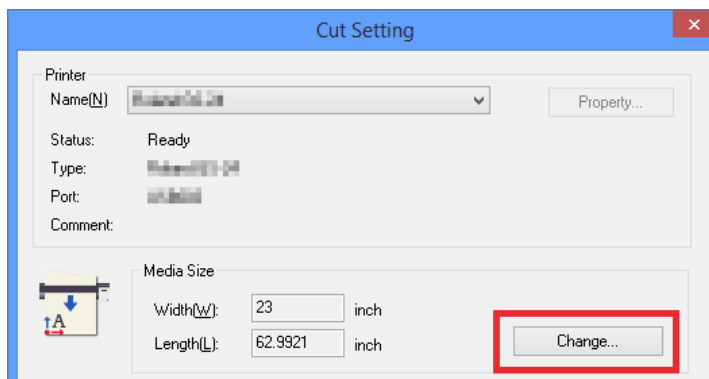 Cut Setting
Printer
Name(N)
Property...
Status: Ready
Type:
Port:
Comment:
Media Size
Width(W): 23 inch
Length(L): 62.9921 inch
Change...
A